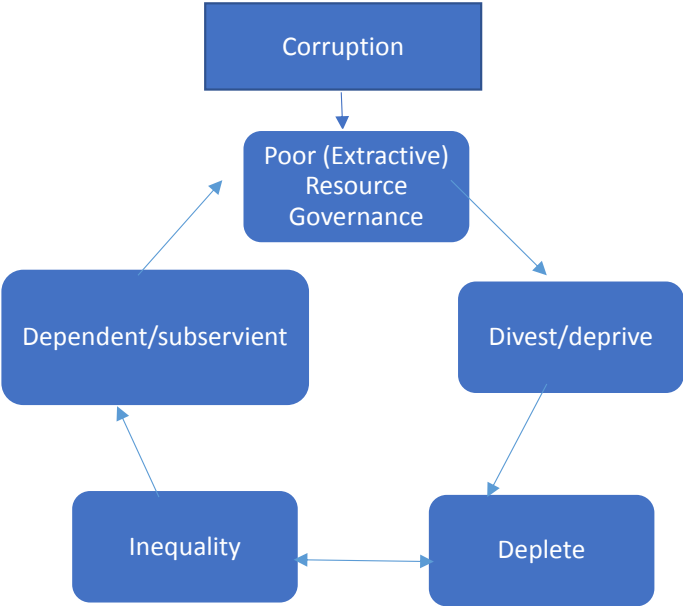 Corruption
Poor (Extractive)
Resource
Governance
Dependent/subservient
Divest/deprive
Inequality
Deplete